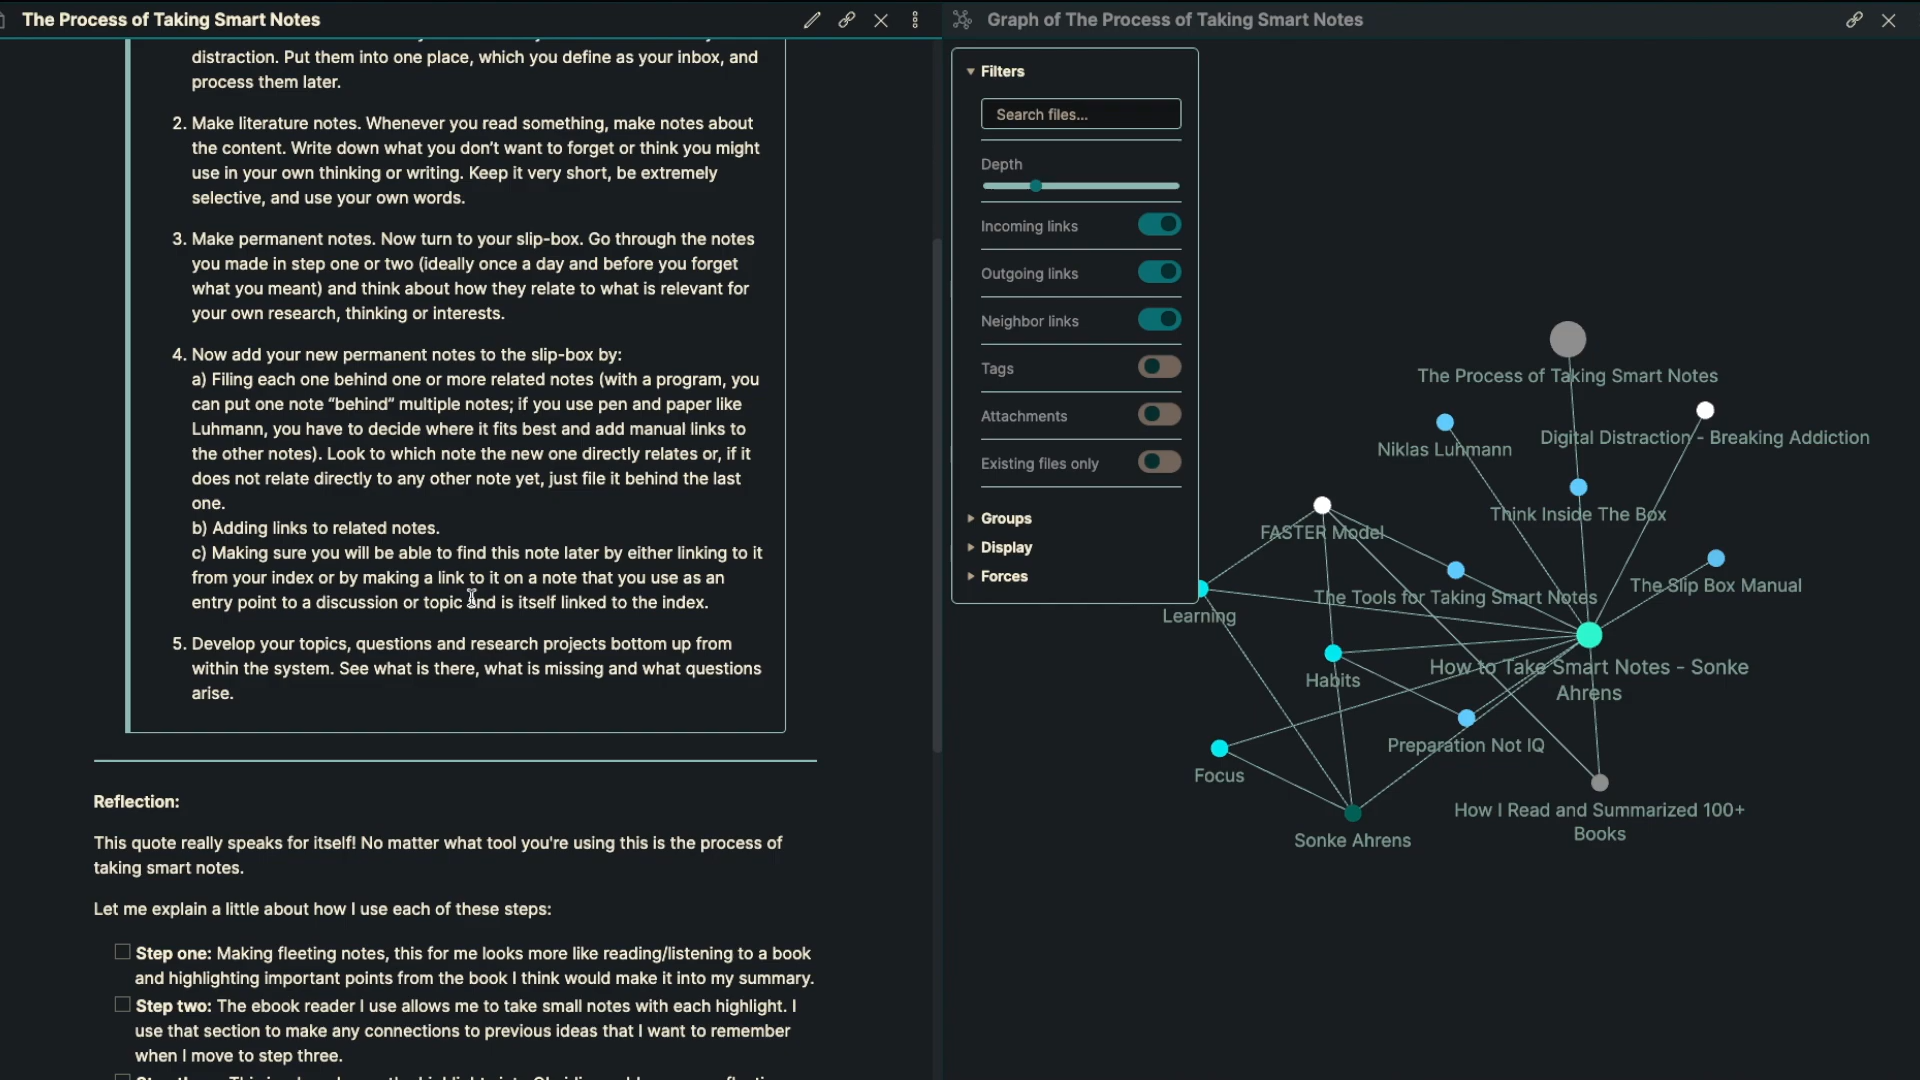 The Process of Taking Smart Notes
distraction. Put them into one place, which you define as your inbox, and
process them later.
2. Make literature notes. Whenever you read something, make notes about
the content. Write down what you don't want to forget or think you might
use in your own thinking or writing. Keep it very short, be extremely
selective, and use your own words.
3. Make permanent notes. Now turn to your slip-box. Go through the notes
you made in step one or two (ideally once a day and before you forget
what you meant) and think about how they relate to what is relevant for
your own research, thinking or interests.
4. Now add your new permanent notes to the slip-box by:
a) Filing each one behind one or more related notes (with a program, you
can put one note “behind” multiple notes; if you use pen and paper like
Luhmann, you have to decide where it fits best and add manual links to
the other notes). Look to which note the new one directly relates or, if it
does not relate directly to any other note yet, just file it behind the last
one.
b) Adding links to related notes.
c) Making sure you will be able to find this note later by either linking to it
from your index or by making a link to it on a note that you use as an
entry point to a discussion or topic and is itself linked to the index.
5. Develop your topics, questions and research projects bottom up from
within the system. See what is there, what is missing and what questions
arise.
Reflection:
This quote really speaks for itself! No matter what tool you're using this is the process of
taking smart notes.
Let me explain a little about how I use each of these steps:
Step one: Making fleeting notes, this for me looks more like reading/listening to a book
and highlighting important points from the book I think would make it into my summary.
Step two: The ebook reader I use allows me to take small notes with each highlight. I
use that section to make any connections to previous ideas that I want to remember
when I move to step three.
Graph of The Process of Taking Smart Notes
Filters
Search files...
Depth
Incoming links
Outgoing links
Neighbor links
Tags
Attachments
Existing files only
Groups
Display
Forces
The Process of Taking Smart Notes
Niklas Luhmann
Digital Distraction - Breaking Addiction
Think Inside The Box
FASTER Model
The Slip Box Manual
The Tools for Taking Smart Notes
Learning
How to Take Smart Notes - Sonke
Ahrens
Habits
Preparation Not IQ
Focus
How I Read and Summarized 100+
Books
Sonke Ahrens